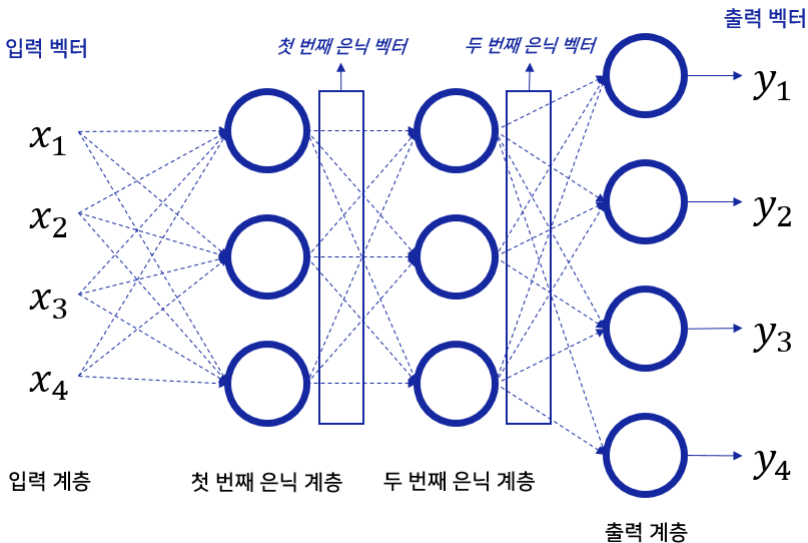 출력 벡터
입력 벡터
첫 번째 은닉 벡터
두 번째 은닉 벡터
x₁
x₂
x₃
x₄
y₁
y₂
y₃
y₄
입력 계층
첫 번째 은닉 계층
두 번째 은닉 계층
출력 계층